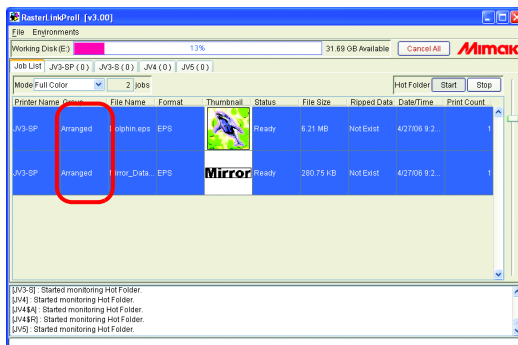 RasterLinkProII [v3.00]
File Environments
Working Disk (E:) 13% 31.69 GB Available Cancel All Mimaki
Job List JV3-SP ( 0 ) JV3-S ( 0 ) JV4 ( 0 ) JV5 ( 0 )
Mode Full Color 2 jobs Hot Folder Start Stop
Printer Name Group File Name Format Thumbnail Status File Size Ripped Data Date/Time Print Count
JV3-SP Arranged Dolphin.eps EPS Ready 6.21 MB Not Exist 4/27/06 9:2... 1
JV3-SP Arranged Mirror_Data... EPS Mirror Ready 280.75 KB Not Exist 4/27/06 9:2... 1
[JV3-S] : Started monitoring Hot Folder.
[JV4] : Started monitoring Hot Folder.
[JV4$A] : Started monitoring Hot Folder.
[JV4$R] : Started monitoring Hot Folder.
[JV5] : Started monitoring Hot Folder.